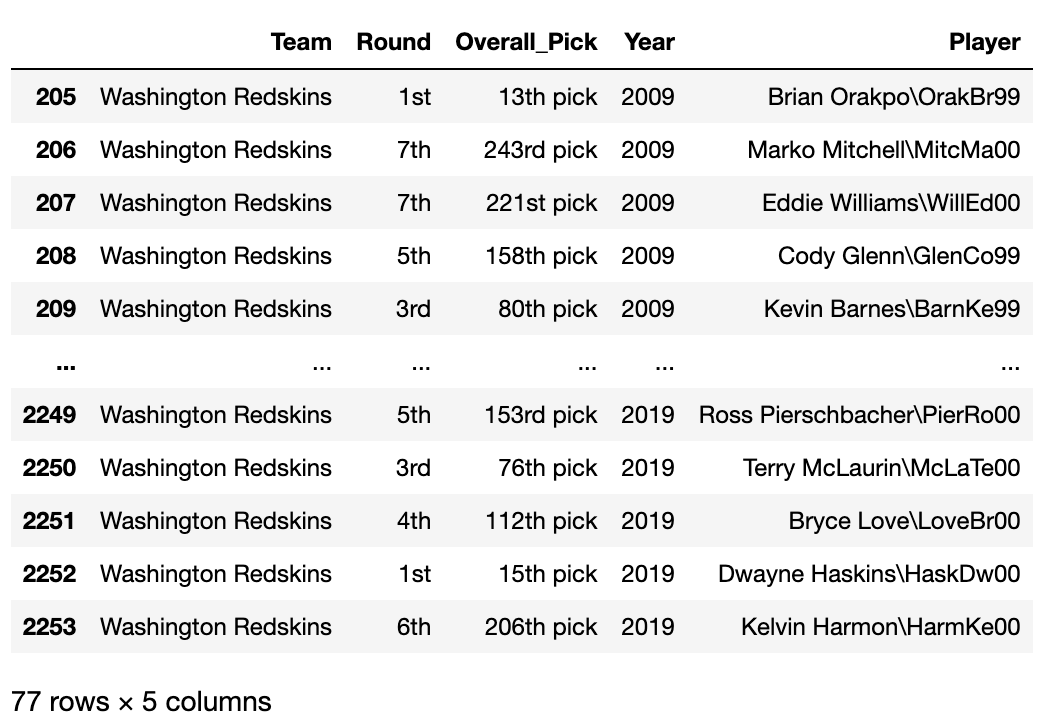 Team Round Overall_Pick Year Player
205 Washington Redskins 1st 13th pick 2009 Brian Orakpo\OrakBr99
206 Washington Redskins 7th 243rd pick 2009 Marko Mitchell\MitcMa00
207 Washington Redskins 7th 221st pick 2009 Eddie Williams\WillEd00
208 Washington Redskins 5th 158th pick 2009 Cody Glenn\GlenCo99
209 Washington Redskins 3rd 80th pick 2009 Kevin Barnes\BarnKe99
... ... ... ... ... ...
2249 Washington Redskins 5th 153rd pick 2019 Ross Pierschbacher\PierRo00
2250 Washington Redskins 3rd 76th pick 2019 Terry McLaurin\McLaTe00
2251 Washington Redskins 4th 112th pick 2019 Bryce Love\LoveBr00
2252 Washington Redskins 1st 15th pick 2019 Dwayne Haskins\HaskDw00
2253 Washington Redskins 6th 206th pick 2019 Kelvin Harmon\HarmKe00
77 rows × 5 columns